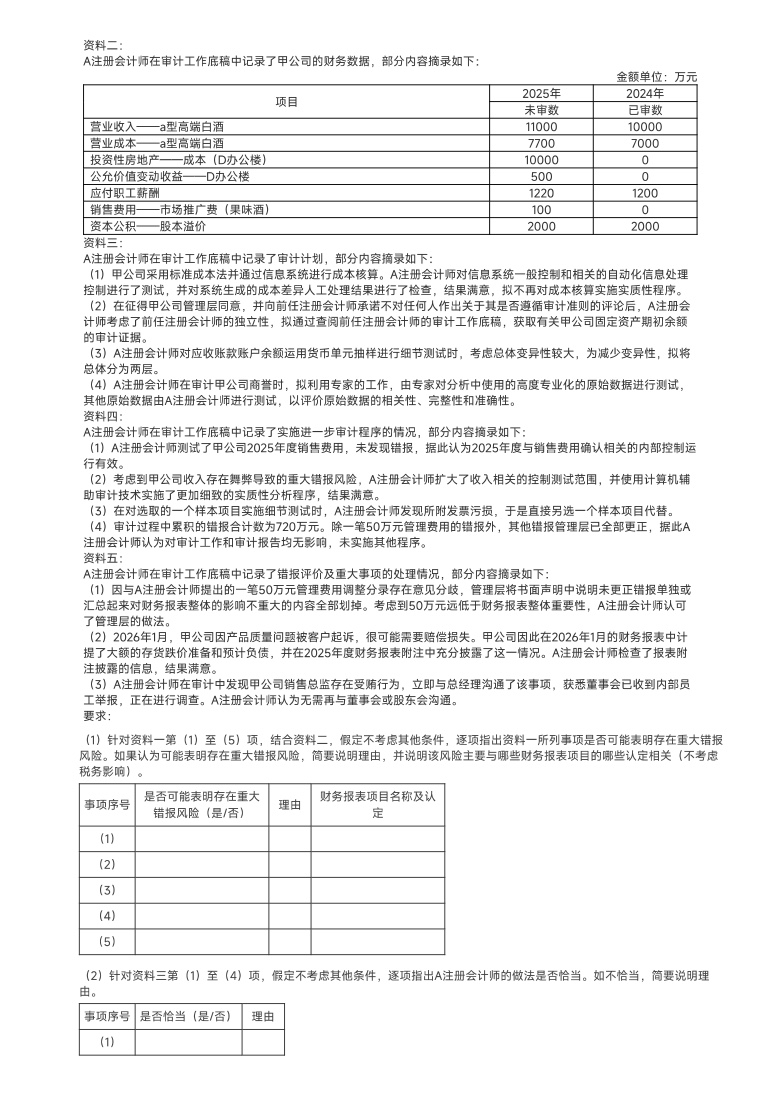 资料二：
A注册会计师在审计工作底稿中记录了甲公司的财务数据，部分内容摘录如下：
金额单位：万元
项目 2025年 2024年
未审数 已审数
营业收入——a型高端白酒 11000 10000
营业成本——a型高端白酒 7700 7000
投资性房地产——成本（D办公楼） 10000 0
公允价值变动收益——D办公楼 500 0
应付职工薪酬 1220 1200
销售费用——市场推广费（果味酒） 100 0
资本公积——股本溢价 2000 2000
资料三：
A注册会计师在审计工作底稿中记录了审计计划，部分内容摘录如下：
（1）甲公司采用标准成本法并通过信息系统进行成本核算。A注册会计师对信息系统一般控制和相关的自动化信息处理
控制进行了测试，并对系统生成的成本差异人工处理结果进行了检查，结果满意，拟不再对成本核算实施实质性程序。
（2）在征得甲公司管理层同意，并向前任注册会计师承诺不对任何人作出关于其是否遵循审计准则的评论后，A注册会
计师考虑了前任注册会计师的独立性，拟通过查阅前任注册会计师的审计工作底稿，获取有关甲公司固定资产期初余额
的审计证据。
（3）A注册会计师对应收账款账户余额运用货币单元抽样进行细节测试时，考虑总体变异性较大，为减少变异性，拟将
总体分为两层。
（4）A注册会计师在审计甲公司商誉时，拟利用专家的工作，由专家对分析中使用的高度专业化的原始数据进行测试，
其他原始数据由A注册会计师进行测试，以评价原始数据的相关性、完整性和准确性。
资料四：
A注册会计师在审计工作底稿中记录了实施进一步审计程序的情况，部分内容摘录如下：
（1）A注册会计师测试了甲公司2025年度销售费用，未发现错报，据此认为2025年度与销售费用确认相关的内部控制运
行有效。
（2）考虑到甲公司收入存在舞弊导致的重大错报风险，A注册会计师扩大了收入相关的控制测试范围，并使用计算机辅
助审计技术实施了更加细致的实质性分析程序，结果满意。
（3）在对选取的一个样本项目实施细节测试时，A注册会计师发现所附发票污损，于是直接另选一个样本项目代替。
（4）审计过程中累积的错报合计数为720万元。除一笔50万元管理费用的错报外，其他错报管理层已全部更正，据此A
注册会计师认为对审计工作和审计报告均无影响，未实施其他程序。
资料五：
A注册会计师在审计工作底稿中记录了错报评价及重大事项的处理情况，部分内容摘录如下：
（1）因与A注册会计师提出的一笔50万元管理费用调整分录存在意见分歧，管理层将书面声明中说明未更正错报单独或
汇总起来对财务报表整体的影响不重大的内容全部划掉。考虑到50万元远低于财务报表整体重要性，A注册会计师认可
了管理层的做法。
（2）2026年1月，甲公司因产品质量问题被客户起诉，很可能需要赔偿损失。甲公司因此在2026年1月的财务报表中计
提了大额的存货跌价准备和预计负债，并在2025年度财务报表附注中充分披露了这一情况。A注册会计师检查了报表附
注披露的信息，结果满意。
（3）A注册会计师在审计中发现甲公司销售总监存在受贿行为，立即与总经理沟通了该事项，获悉董事会已收到内部员
工举报，正在进行调查。A注册会计师认为无需再与董事会或股东会沟通。
要求：
（1）针对资料一第（1）至（5）项，结合资料二，假定不考虑其他条件，逐项指出资料一所列事项是否可能表明存在重大错报
风险。如果认为可能表明存在重大错报风险，简要说明理由，并说明该风险主要与哪些财务报表项目的哪些认定相关（不考虑
税务影响）。
事项序号 是否可能表明存在重大 理由 财务报表项目名称及认
错报风险（是/否） 定
（1）
（2）
（3）
（4）
（5）
（2）针对资料三第（1）至（4）项，假定不考虑其他条件，逐项指出A注册会计师的做法是否恰当。如不恰当，简要说明理
由。
事项序号 是否恰当（是/否） 理由
（1）